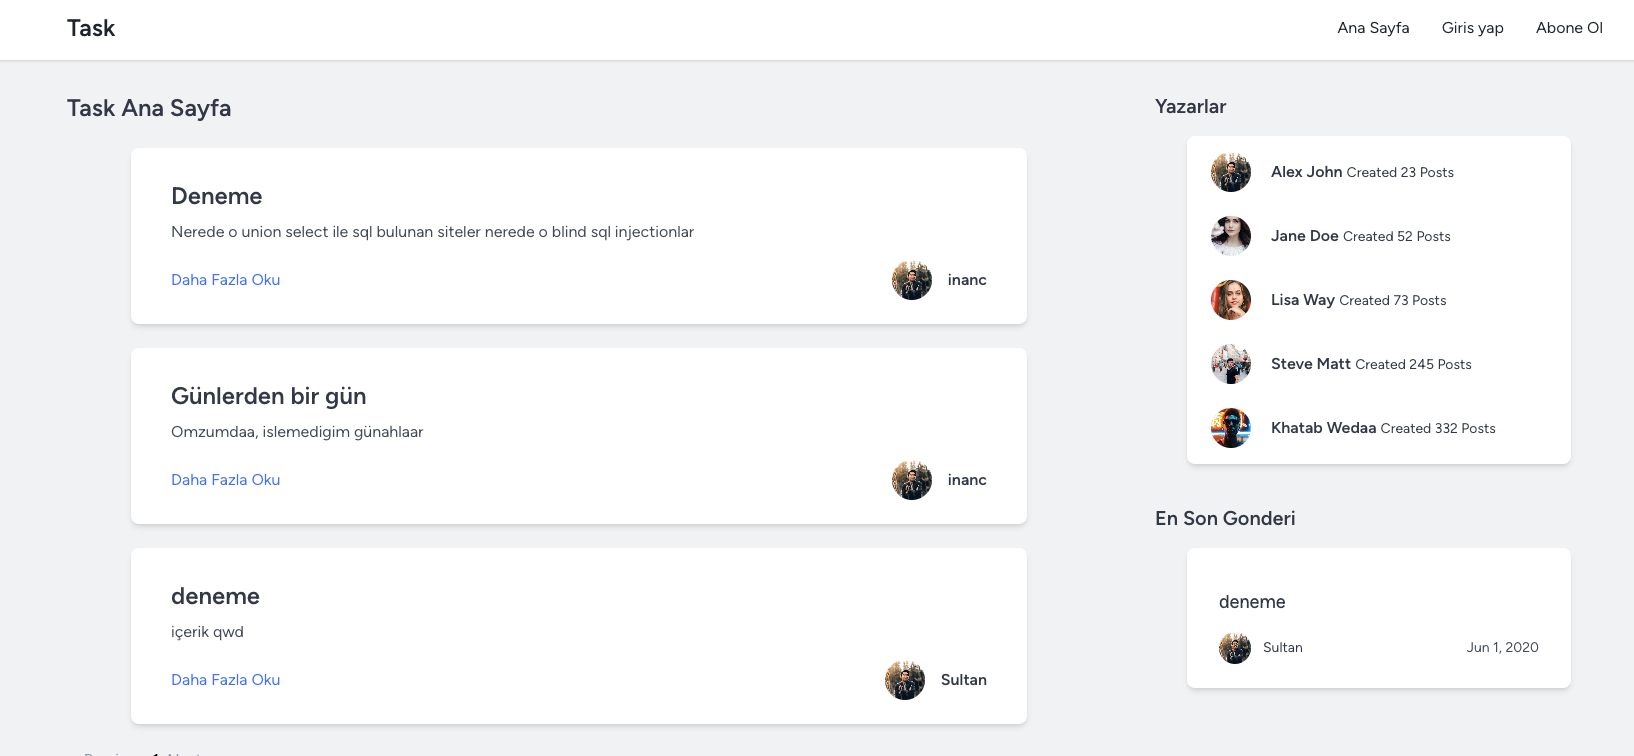 Task
Ana Sayfa
Giris yap
Abone Ol
Task Ana Sayfa
Deneme
Nerede o union select ile sql bulunan siteler nerede o blind sql injectionlar
Daha Fazla Oku
inanc
Günlerden bir gün
Omzumdaa, islemedigim günahlaar
Daha Fazla Oku
inanc
deneme
içerik qwd
Daha Fazla Oku
Sultan
Yazarlar
Alex John Created 23 Posts
Jane Doe Created 52 Posts
Lisa Way Created 73 Posts
Steve Matt Created 245 Posts
Khatab Wedaa Created 332 Posts
En Son Gonderi
deneme
Sultan
Jun 1, 2020